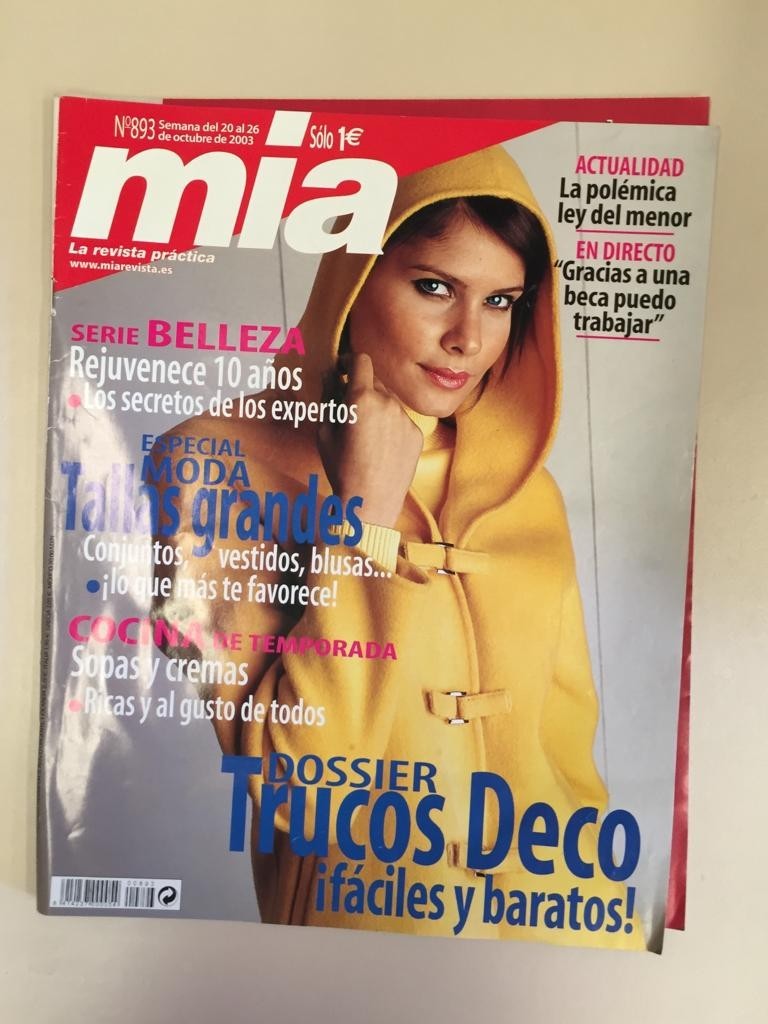 Nº893 Semana del 20 al 26
de octubre de 2003
Sólo 1€
mía
La revista práctica
www.miarevista.es
ACTUALIDAD
La polémica
ley del menor
EN DIRECTO
“Gracias a una
beca puedo
trabajar”
SERIE BELLEZA
Rejuvenece 10 años
Los secretos de los expertos
ESPECIAL
MODA
Tallas grandes
Conjuntos, vestidos, blusas...
¡lo que más te favorece!
COCINA DE TEMPORADA
Sopas y cremas
Ricas y al gusto de todos
DOSSIER
Trucos Deco
¡fáciles y baratos!
00893